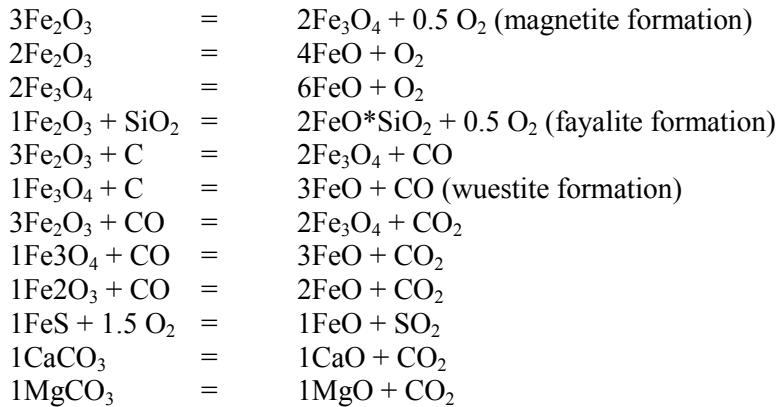 3Fe₂O₃ = 2Fe₃O₄ + 0.5 O₂ (magnetite formation)
2Fe₂O₃ = 4FeO + O₂
2Fe₃O₄ = 6FeO + O₂
1Fe₂O₃ + SiO₂ = 2FeO*SiO₂ + 0.5 O₂ (fayalite formation)
3Fe₂O₃ + C = 2Fe₃O₄ + CO
1Fe₃O₄ + C = 3FeO + CO (wuestite formation)
3Fe₂O₃ + CO = 2Fe₃O₄ + CO₂
1Fe3O₄ + CO = 3FeO + CO₂
1Fe2O₃ + CO = 2FeO + CO₂
1FeS + 1.5 O₂ = 1FeO + SO₂
1CaCO₃ = 1CaO + CO₂
1MgCO₃ = 1MgO + CO₂